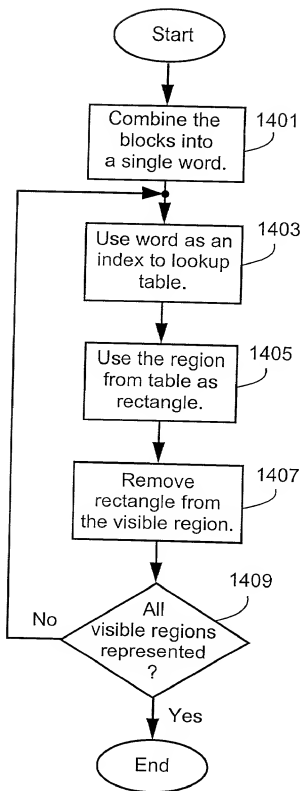 Start
Combine the
blocks into
a single word.
1401
Use word as an
index to lookup
table.
1403
Use the region
from table as
rectangle.
1405
Remove
rectangle from
the visible region.
1407
All
visible regions
represented
?
1409
No
Yes
End